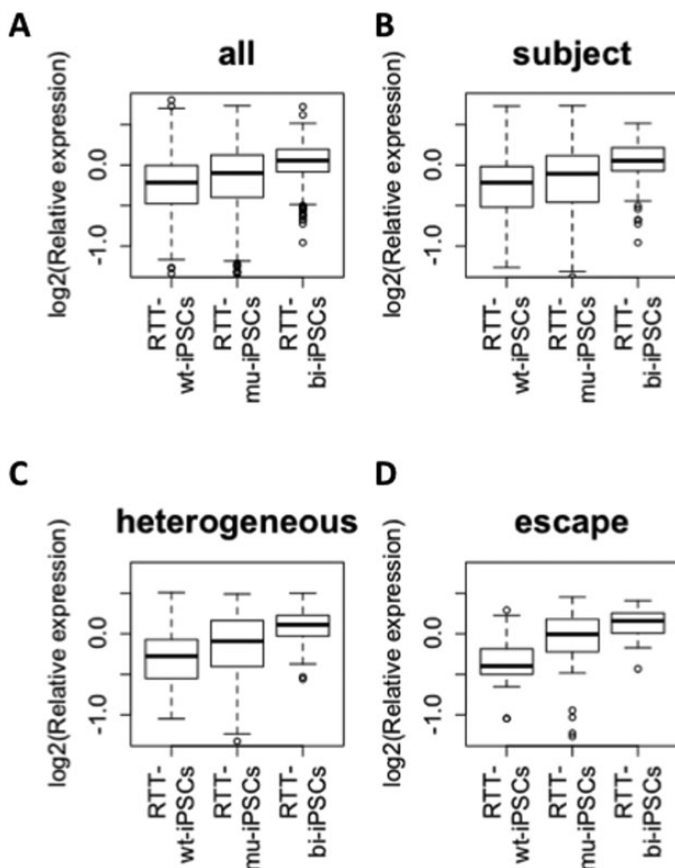 A
all
log2(Relative expression)
0.0
-1.0
RTT-
wt-iPSCs
RTT-
mu-iPSCs
RTT-
bi-iPSCs
B
subject
log2(Relative expression)
0.0
-1.0
RTT-
wt-iPSCs
RTT-
mu-iPSCs
RTT-
bi-iPSCs
C
heterogeneous
log2(Relative expression)
0.0
-1.0
RTT-
wt-iPSCs
RTT-
mu-iPSCs
RTT-
bi-iPSCs
D
escape
log2(Relative expression)
0.0
-1.0
RTT-
wt-iPSCs
RTT-
mu-iPSCs
RTT-
bi-iPSCs